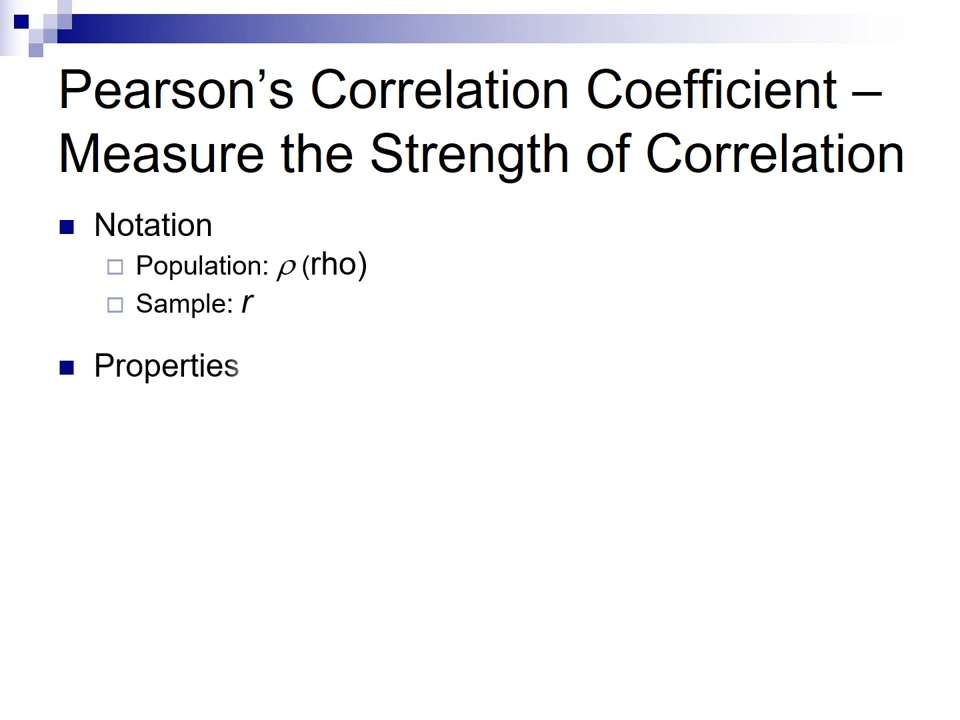 Pearson’s Correlation Coefficient –
Measure the Strength of Correlation
Notation
Population: ρ (rho)
Sample: r
Properties